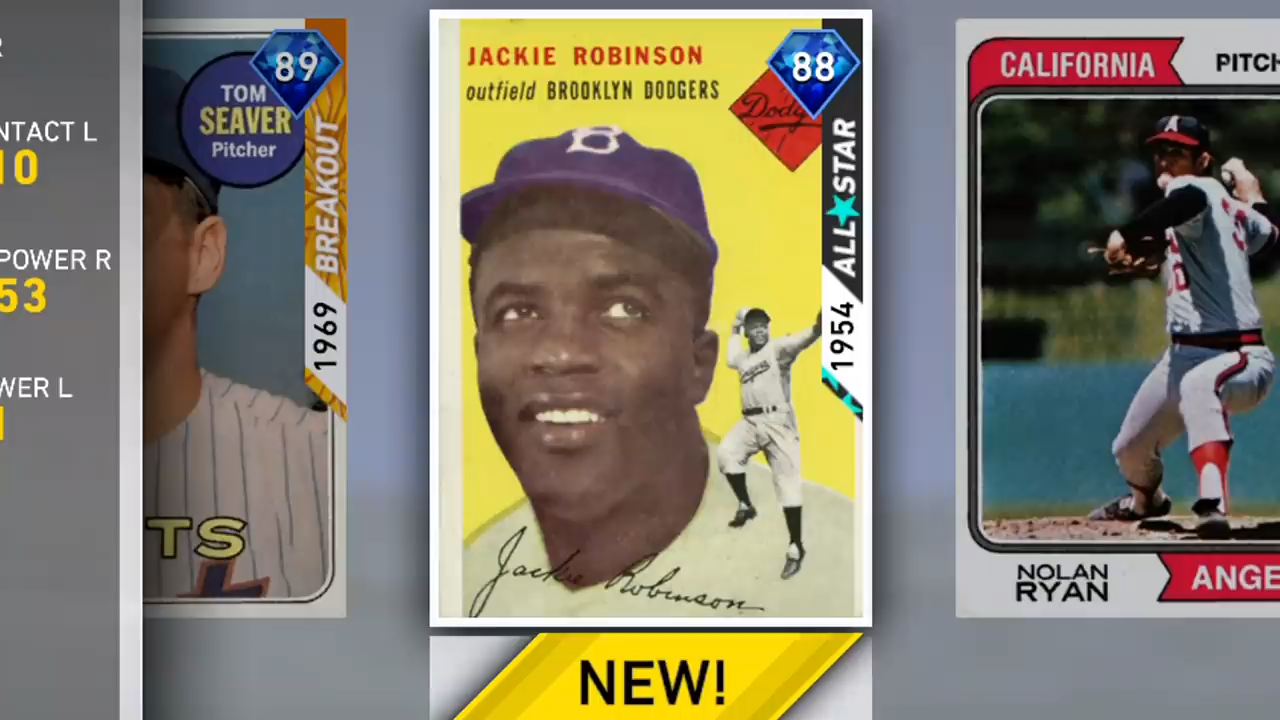 R
NTACT L
10
POWER R
53
WER L
89
TOM
SEAVER
Pitcher
BREAKOUT
1969
TS
JACKIE ROBINSON
outfield BROOKLYN DODGERS
88
Dodg
B
ALL★STAR
1954
Dodgers
Jackie Robinson
NEW!
CALIFORNIA
PITCH
A
NOLAN
RYAN
ANGE